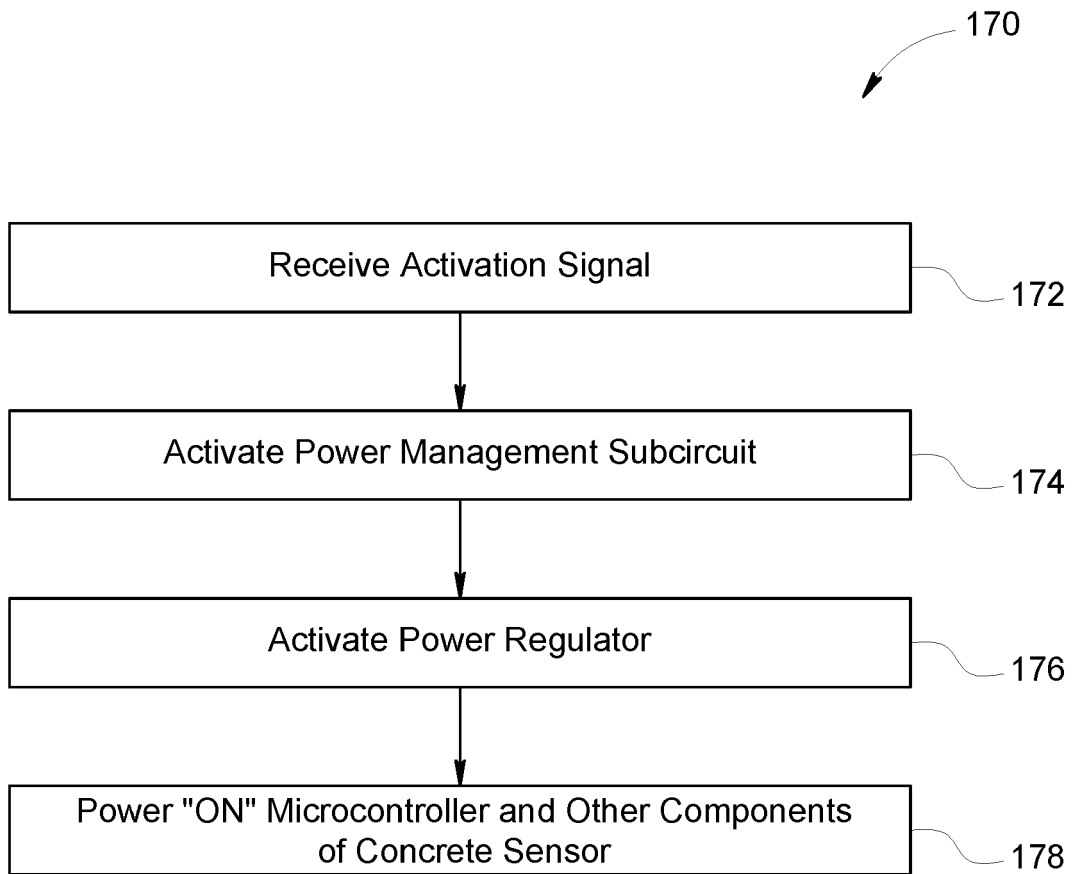 170
Receive Activation Signal
172
Activate Power Management Subcircuit
174
Activate Power Regulator
176
Power "ON" Microcontroller and Other Components
of Concrete Sensor
178